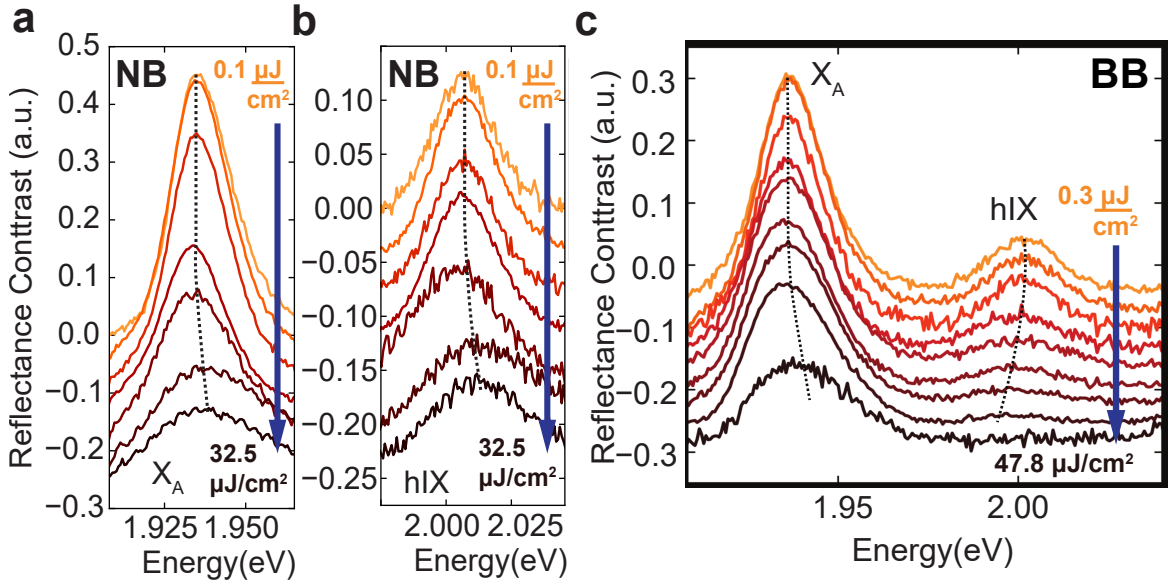 a
NB
0.1 μJ
cm²
0.5
0.4
0.3
0.2
0.1
0.0
−0.1
−0.2
−0.3
Reflectance Conttrast (a.u.)
X_A
32.5
μJ/cm²
1.925
1.950
Energy(eV)
b
NB
0.1 μJ
cm²
0.10
0.05
0.00
−0.05
−0.10
−0.15
−0.20
−0.25
hIX
32.5
μJ/cm²
2.000
2.025
Energy(eV)
c
X_A
BB
0.3
0.2
0.1
0.0
−0.1
−0.2
−0.3
Reflectance Conttrast (a.u.)
hIX
0.3 μJ
cm²
47.8 μJ/cm²
1.95
2.00
Energy(eV)